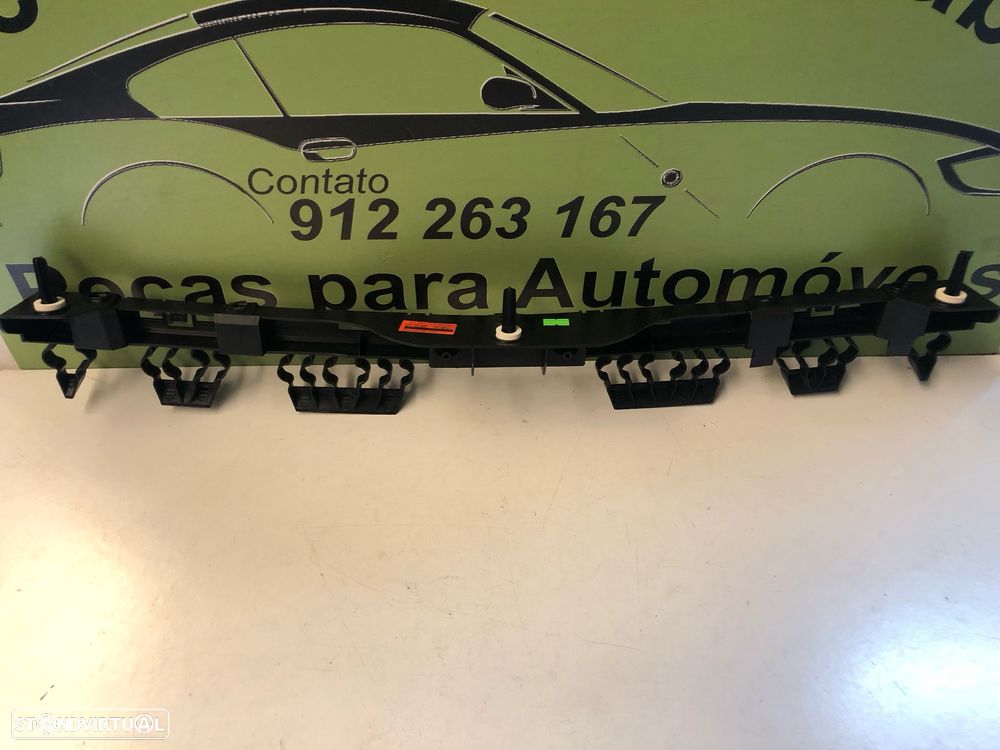 Contato
912 263 167
Peças para Automóveis
STANDVIRTUAL